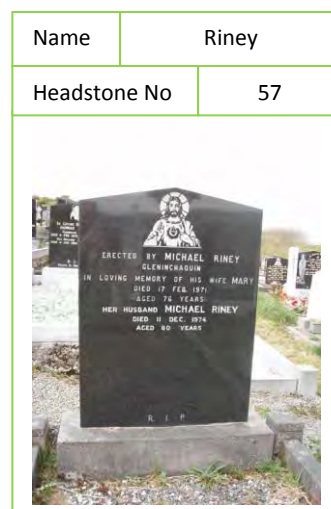 Name Riney
Headstone No 57
ERECTED BY MICHAEL RINEY
GLENINCHAQUIN
IN LOVING MEMORY OF HIS WIFE MARY
DIED 17 FEB. 1971
AGED 76 YEARS
HER HUSBAND MICHAEL RINEY
DIED 11 DEC. 1974
AGED 80 YEARS
R. I. P.